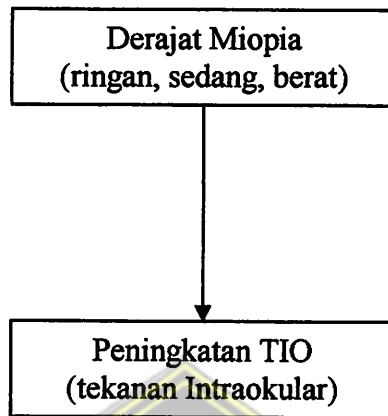 Derajat Miopia
(ringan, sedang, berat)
Peningkatan TIO
(tekanan Intraokular)